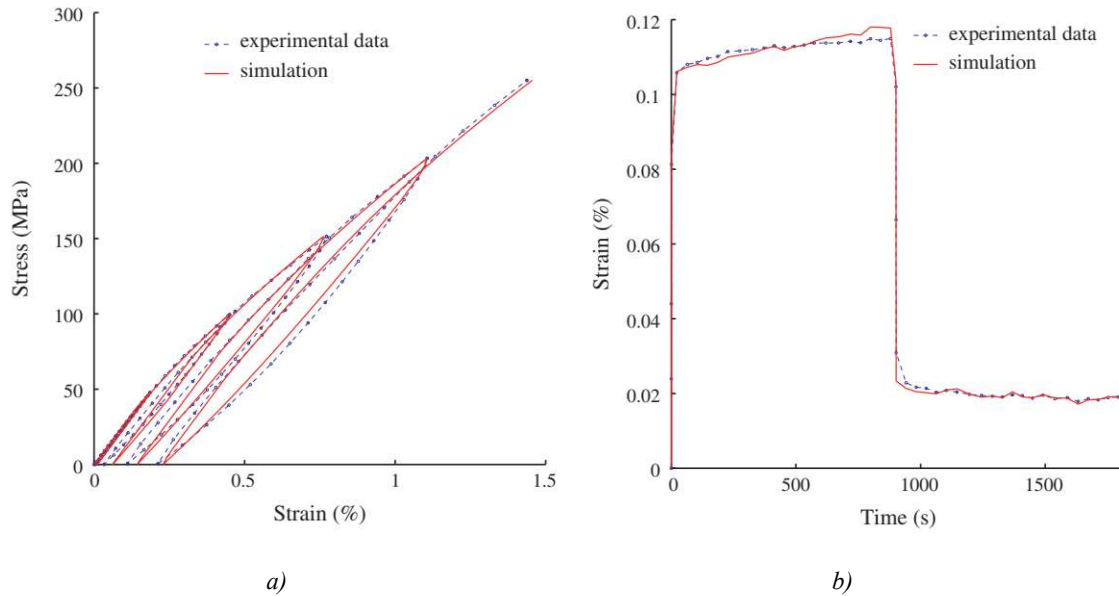 300
250
200
150
100
50
0
Stress (MPa)
experimental data
simulation
0 0.5 1 1.5
Strain (%)
a)
0.12
0.1
0.08
0.06
0.04
0.02
0
Strain (%)
experimental data
simulation
0 500 1000 1500
Time (s)
b)